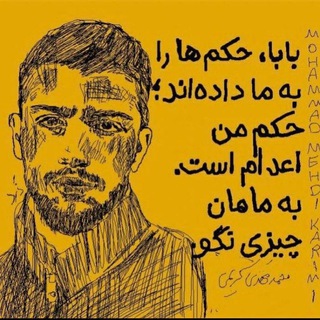 بابا، حکم‌ها را
به ما داده‌اند؛
حکم من
اعدام است.
به مامان
چیزی نگو.
محمدمهدی کرمی
MOHAMMAD MEHDI KARIMI